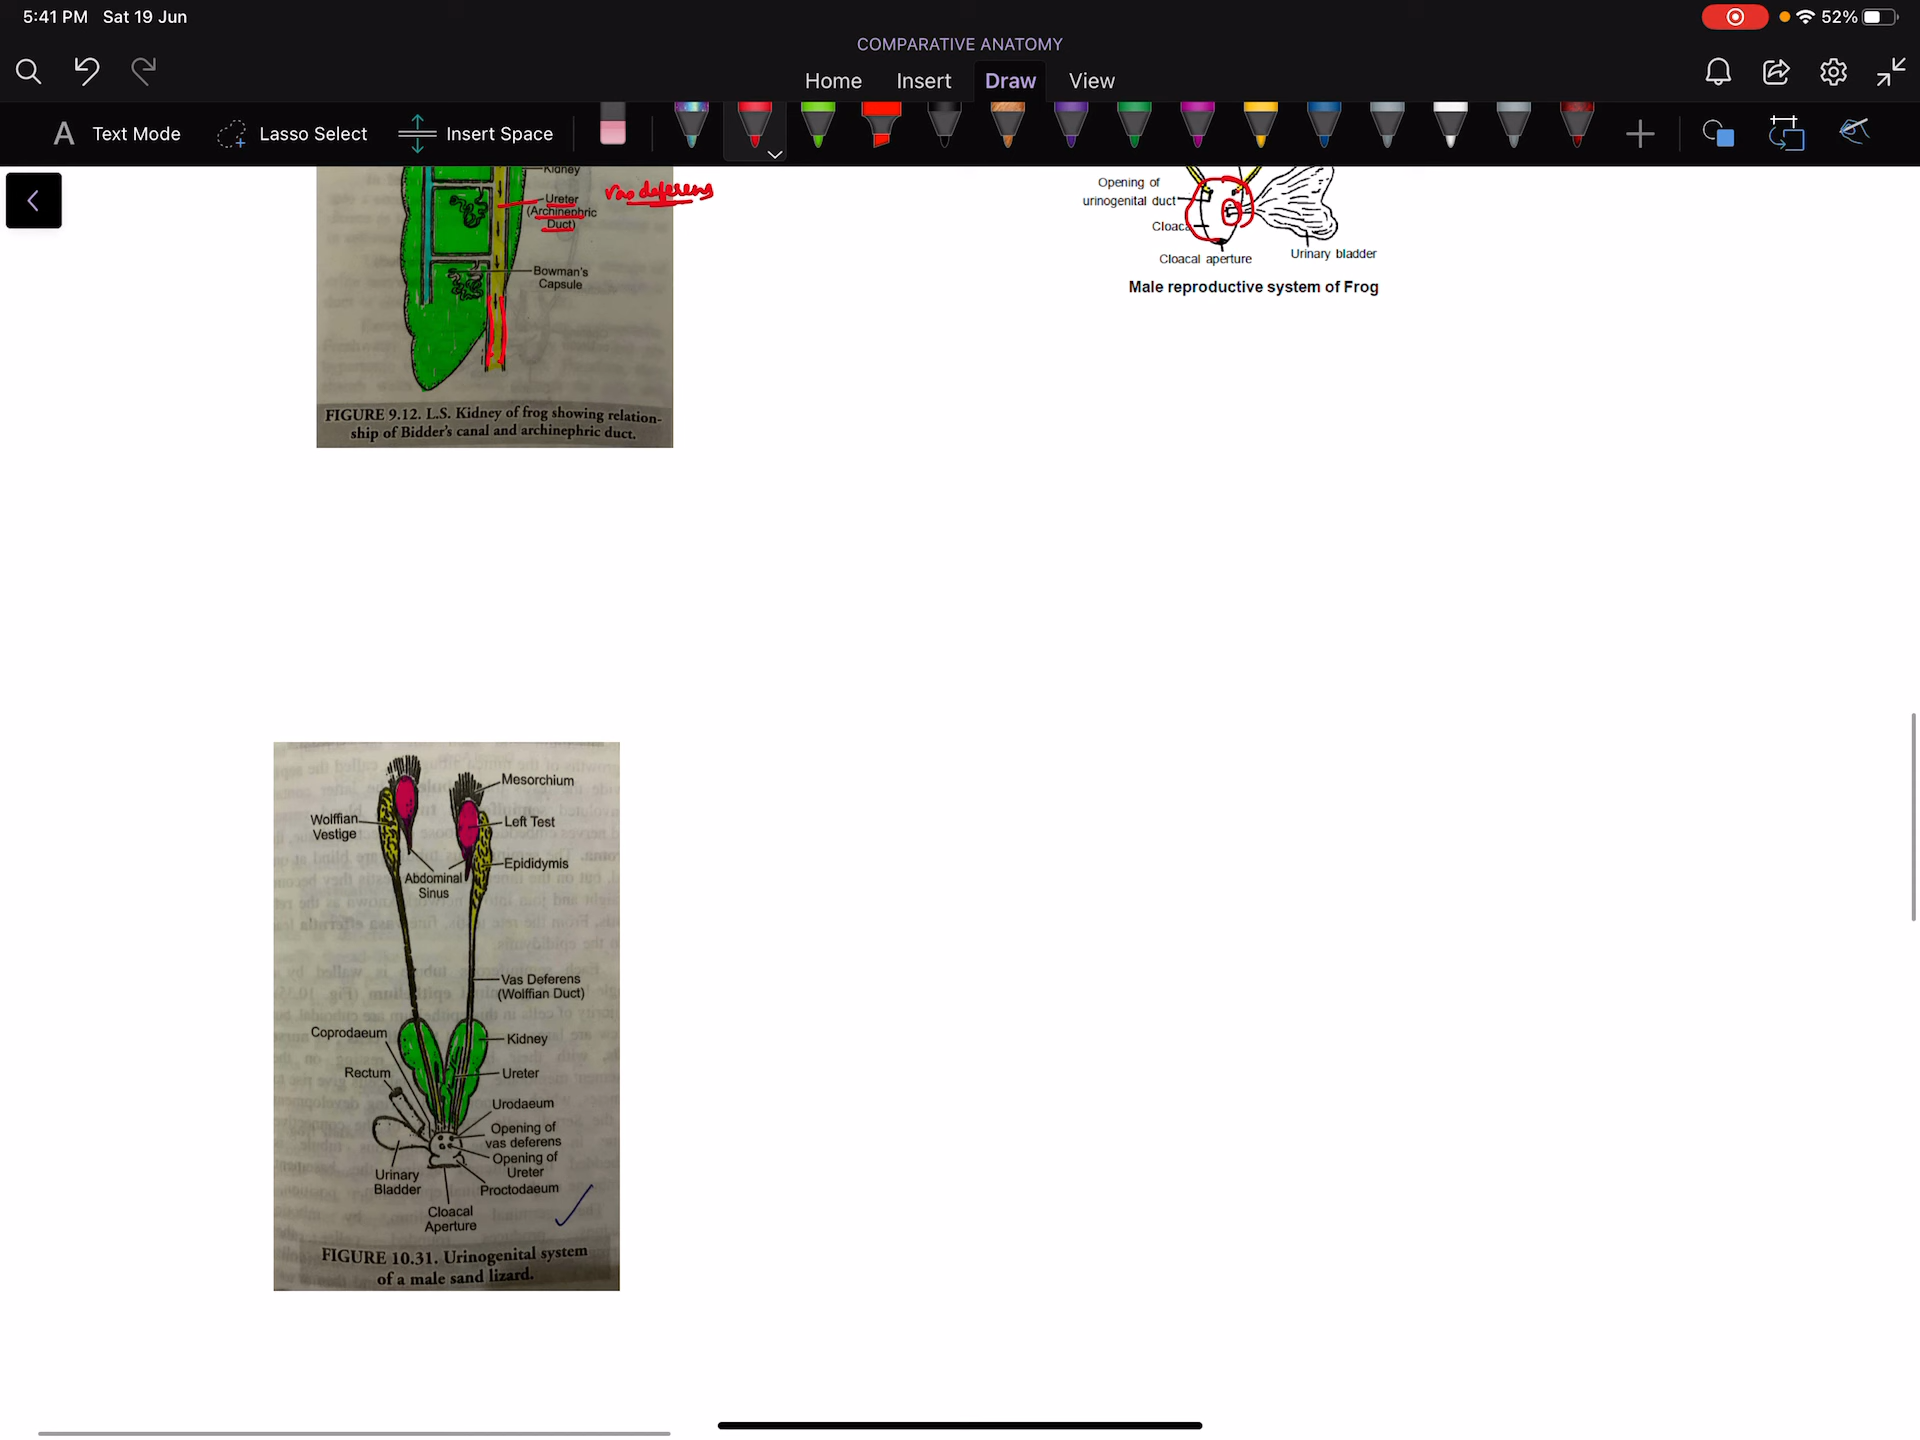 5:41 PM Sat 19 Jun
52%
COMPARATIVE ANATOMY
Home Insert Draw View
A Text Mode Lasso Select Insert Space
Kidney
Ureter
(Archinephric
Duct)
vas deferens
Bowman's
Capsule
FIGURE 9.12. L.S. Kidney of frog showing relation-
ship of Bidder's canal and archinephric duct.
Opening of
urinogenital duct
Cloaca
Cloacal aperture
Urinary bladder
Male reproductive system of Frog
Mesorchium
Wolffian
Vestige
Left Test
Epididymis
Abdominal
Sinus
Vas Deferens
(Wolffian Duct)
Coprodaeum
Kidney
Rectum
Ureter
Urodaeum
Opening of
vas deferens
Opening of
Ureter
Urinary
Bladder
Proctodaeum
Cloacal
Aperture
FIGURE 10.31. Urinogenital system
of a male sand lizard.